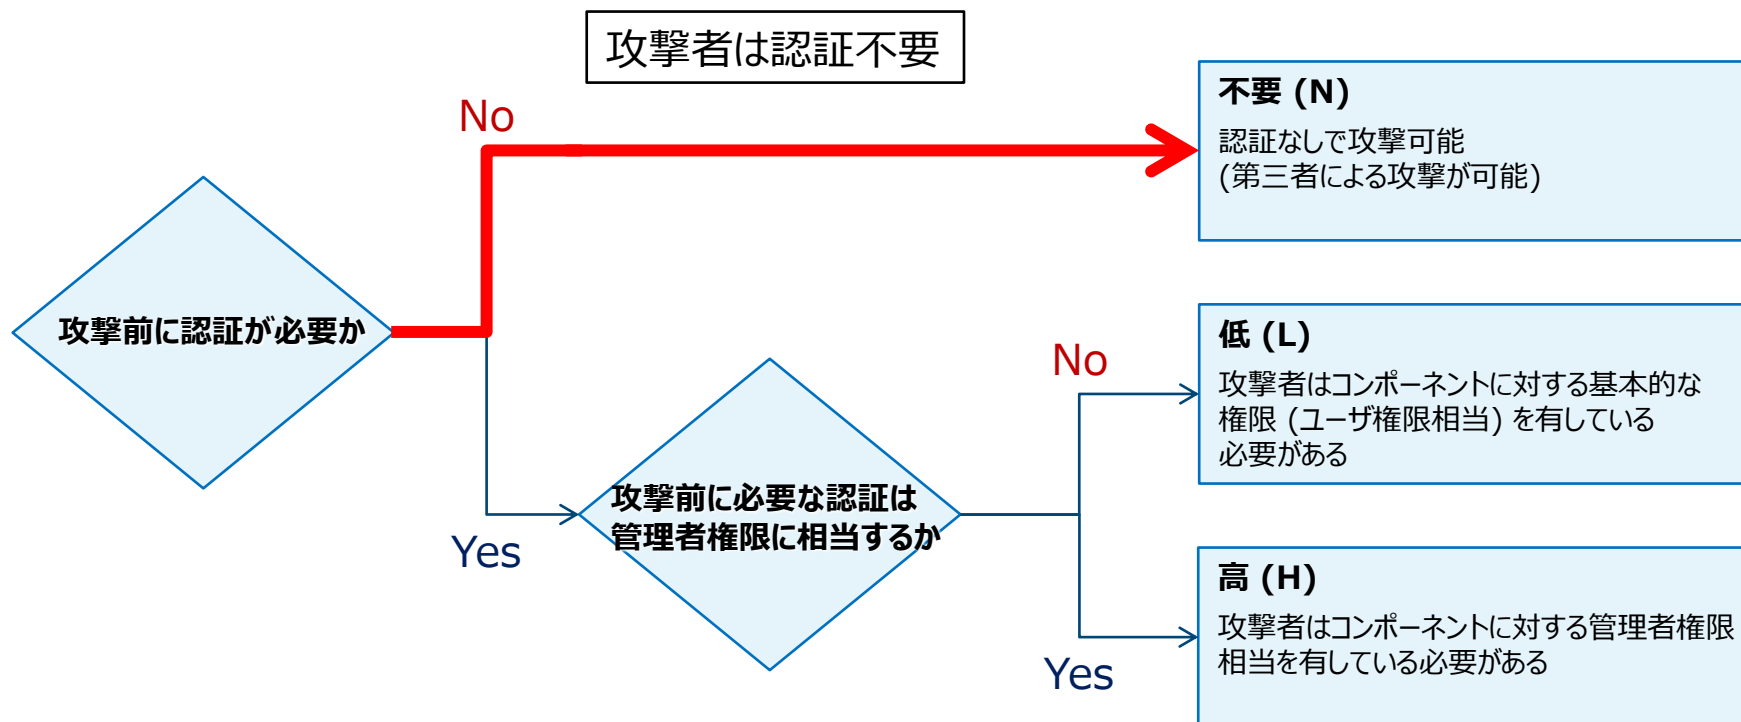 攻撃者は認証不要
No
不要 (N)
認証なしで攻撃可能
(第三者による攻撃が可能)
攻撃前に認証が必要か
低 (L)
No
攻撃者はコンポーネントに対する基本的な
権限 (ユーザ権限相当) を有している
必要がある
攻撃前に必要な認証は
管理者権限に相当するか
Yes
高 (H)
攻撃者はコンポーネントに対する管理者権限
相当を有している必要がある
Yes